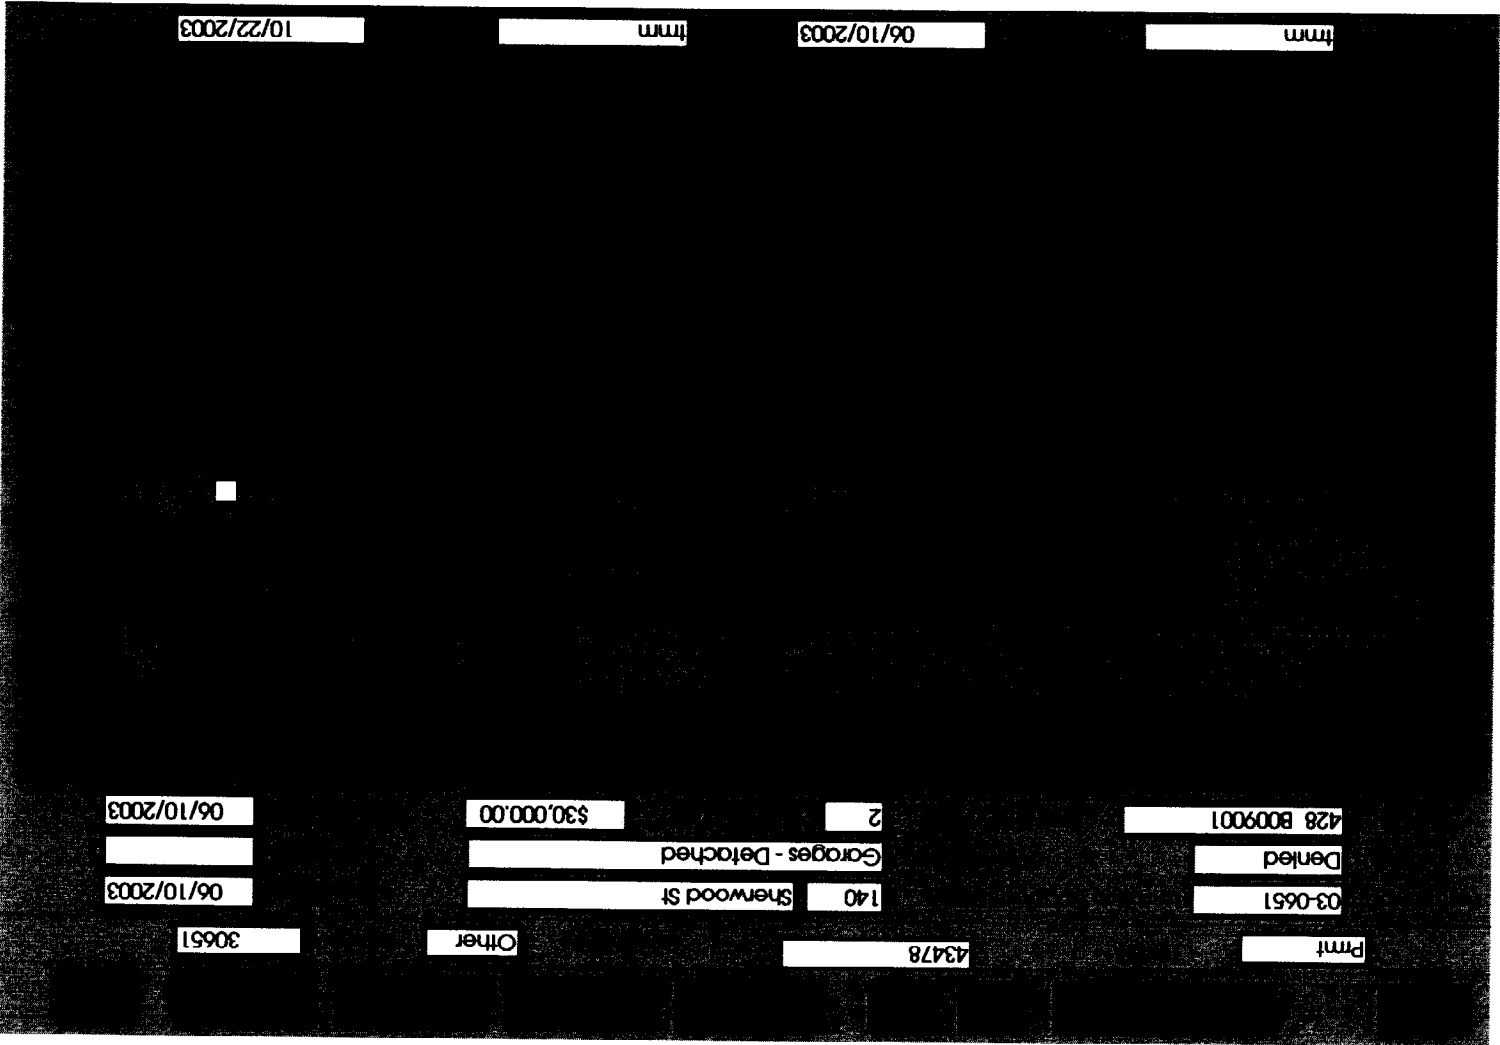 Prmt 43478 Other 30651
03-0651 140 Sherwood St 06/10/2003
Denied Garages - Detached
428 B009001 2 $30,000.00 06/10/2003
tmm 06/10/2003 tmm 10/22/2003